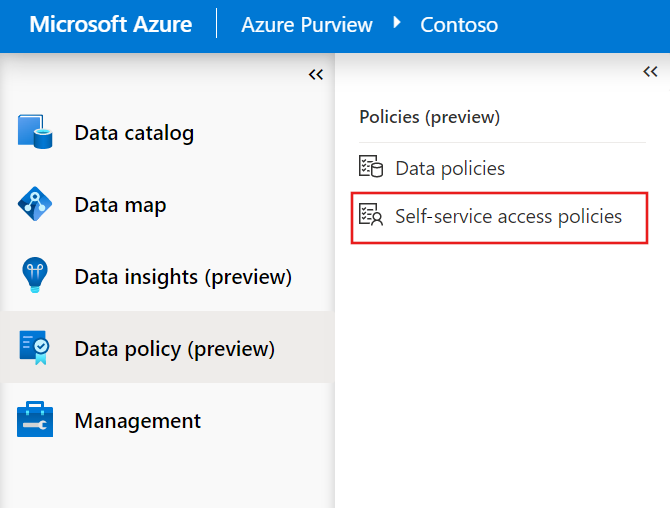 Microsoft Azure Azure Purview Contoso
Data catalog
Data map
Data insights (preview)
Data policy (preview)
Management
Policies (preview)
Data policies
Self-service access policies